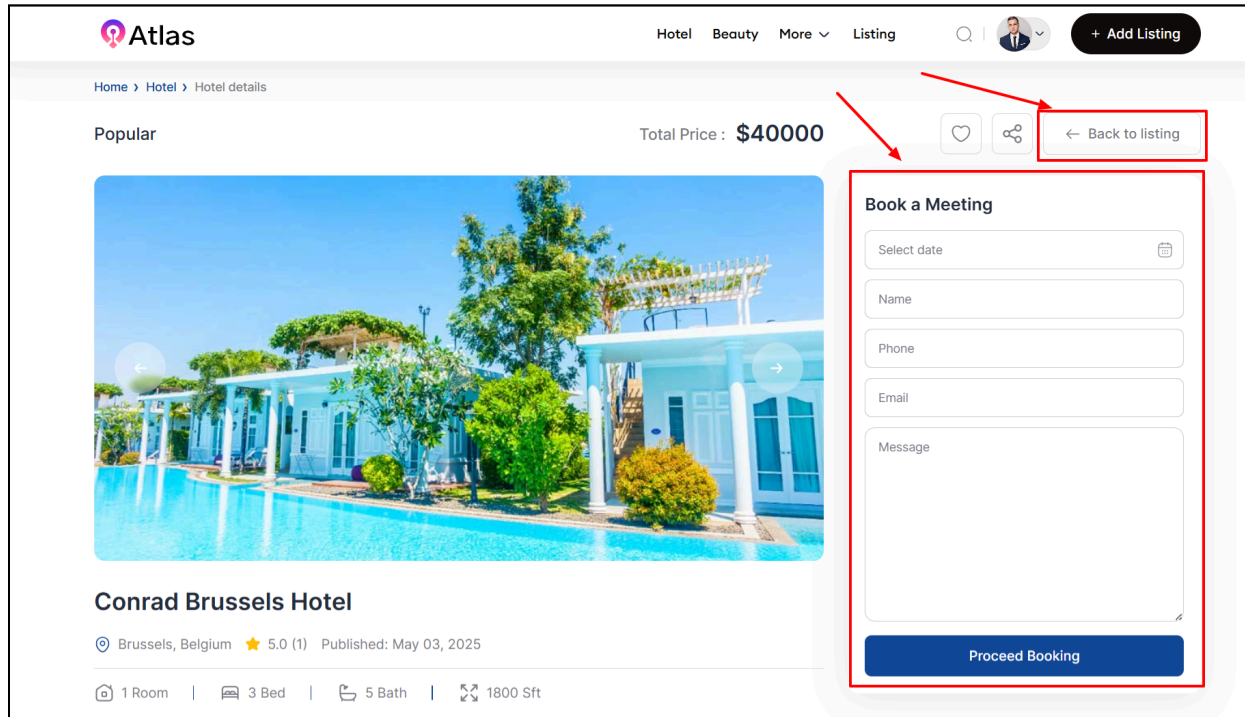 Atlas
Hotel Beauty More Listing + Add Listing
Home › Hotel › Hotel details
Popular Total Price : $40000 ← Back to listing
Book a Meeting
Select date
Name
Phone
Email
Message
Proceed Booking
Conrad Brussels Hotel
Brussels, Belgium 5.0 (1) Published: May 03, 2025
1 Room | 3 Bed | 5 Bath | 1800 Sft